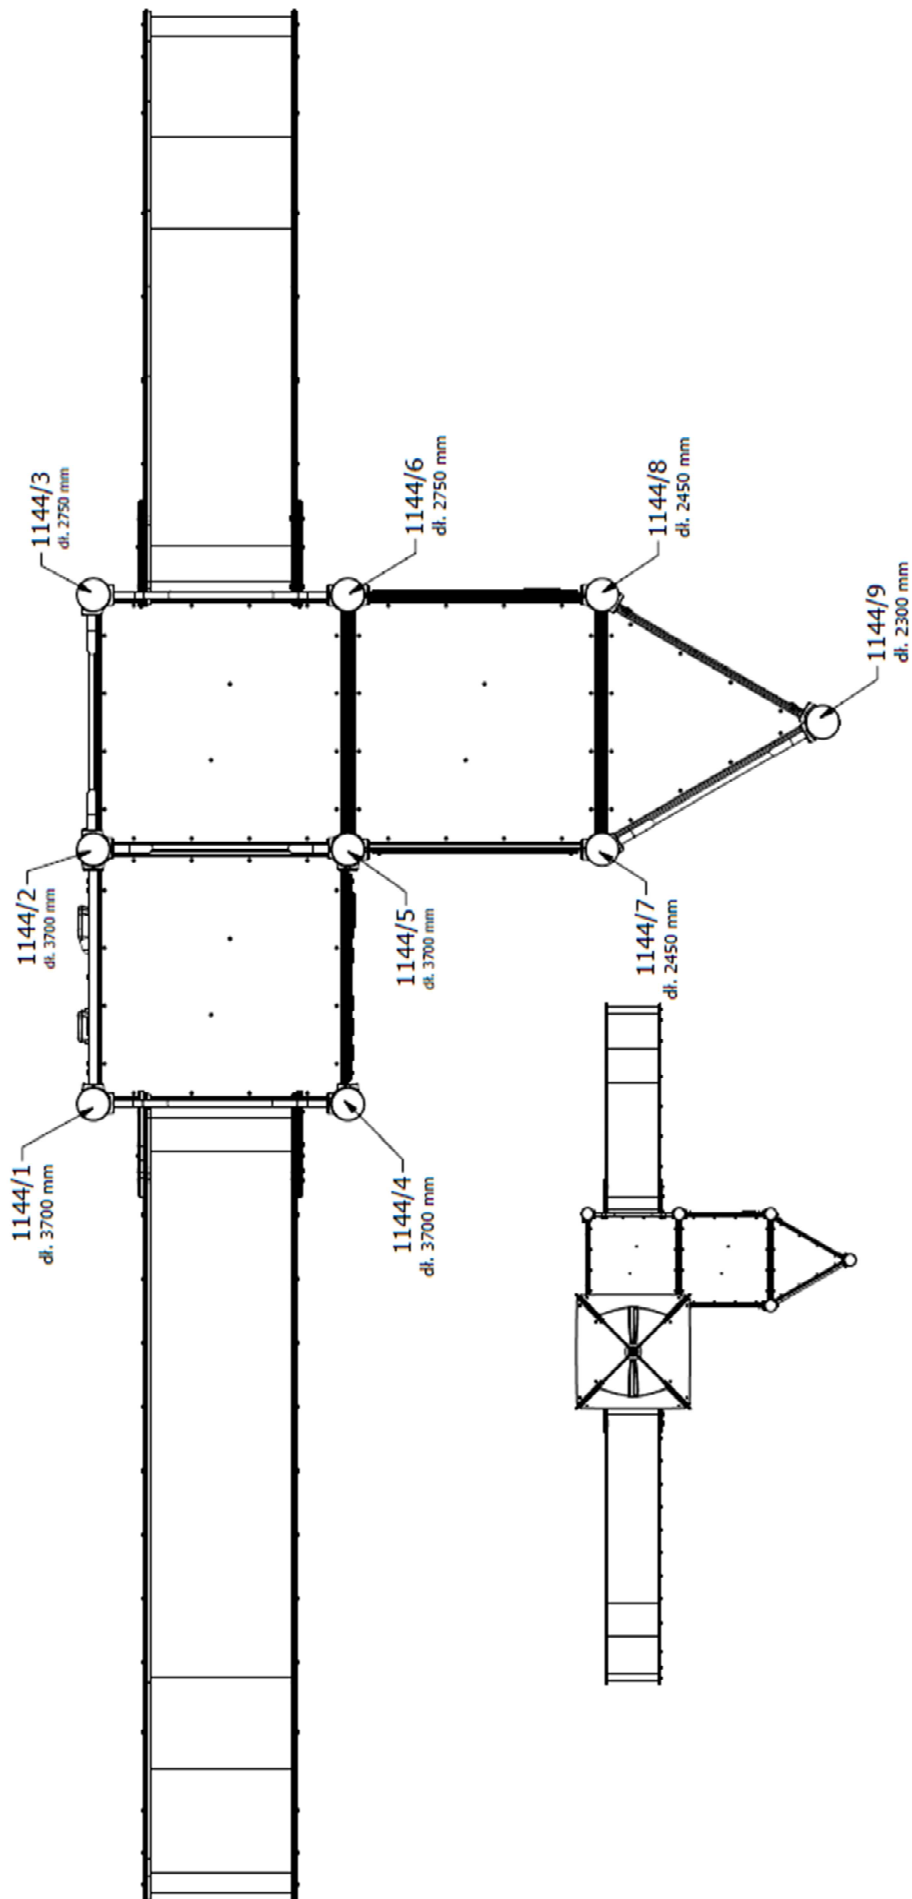 1144/1
dł. 3700 mm
1144/2
dł. 3700 mm
1144/3
dł. 2750 mm
1144/4
dł. 3700 mm
1144/5
dł. 3700 mm
1144/6
dł. 2750 mm
1144/7
dł. 2450 mm
1144/8
dł. 2450 mm
1144/9
dł. 2300 mm